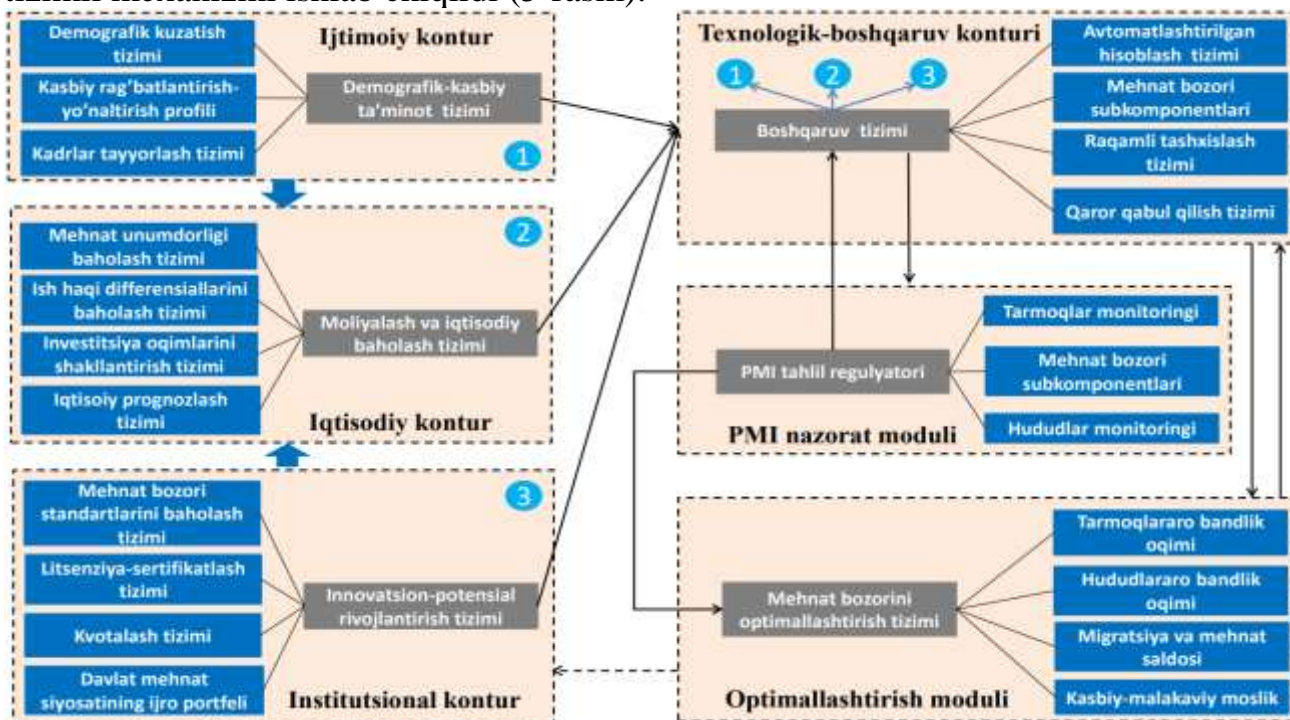 tizimli mexanizmi ishlab chiqildi (3-rasm).
Demografik kuzatish
tizimi
Kasbiy rag’batlantirish-
yo’naltirish profili
Kadrlar tayyorlash tizimi
Ijtimoiy kontur
Demografik-kasbiy
ta’minot tizimi
1
Mehnat unumdorligi
baholash tizimi
Ish haqi differensiallarini
baholash tizimi
Investitsiya oqimlarini
shakllantirish tizimi
Iqtisoiy prognozlash
tizimi
2
Moliyalash va iqtisodiy
baholash tizimi
Iqtisodiy kontur
Mehnat bozori
standartlarini baholash
tizimi
Litsenziya-sertifikatlash
tizimi
Kvotalash tizimi
Davlat mehnat
siyosatining ijro portfeli
3
Innovatsion-potensial
rivojlantirish tizimi
Institutsional kontur
Texnologik-boshqaruv konturi
1
2
3
Boshqaruv tizimi
Avtomatlashtirilgan
hisoblash tizimi
Mehnat bozori
subkomponentlari
Raqamli tashxislash
tizimi
Qaror qabul qilish tizimi
PMI tahlil regulyatori
PMI nazorat moduli
Tarmoqlar monitoringi
Mehnat bozori
subkomponentlari
Hududlar monitoringi
Mehnat bozorini
optimallashtirish tizimi
Optimallashtirish moduli
Tarmoqlararo bandlik
oqimi
Hududlararo bandlik
oqimi
Migratsiya va mehnat
saldosi
Kasbiy-malakaviy moslik